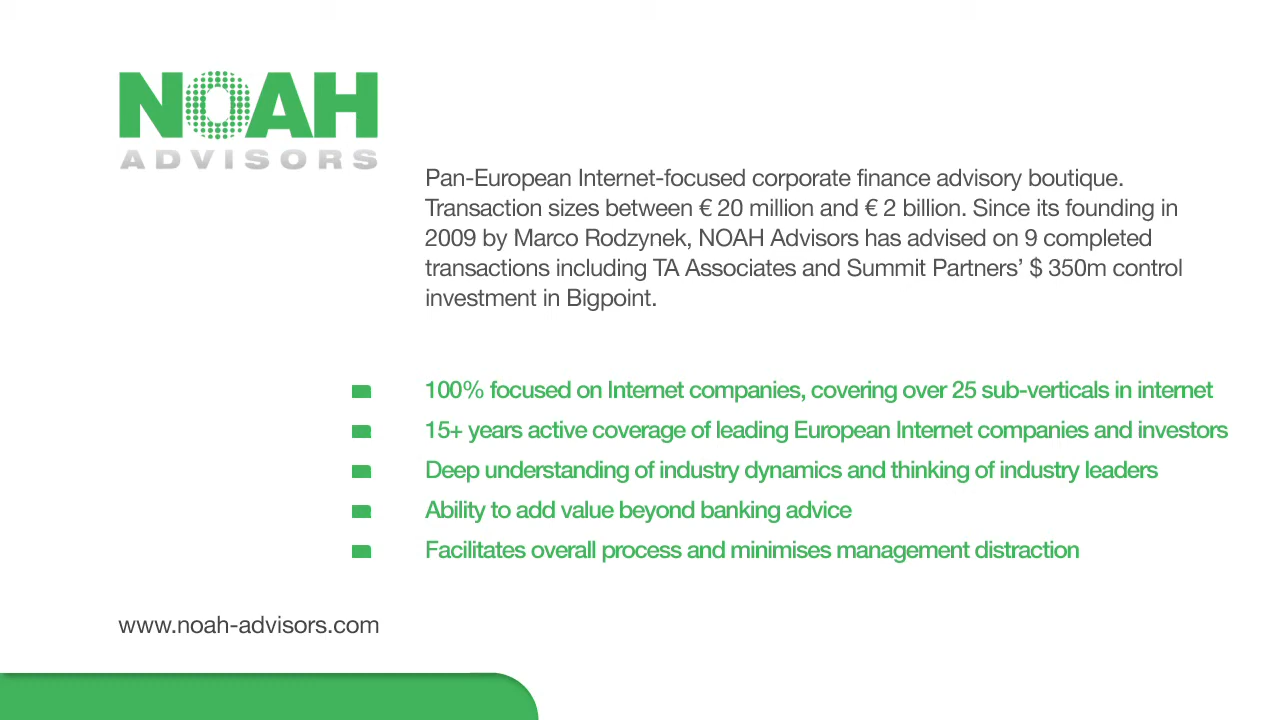 NOAH
ADVISORS
Pan-European Internet-focused corporate finance advisory boutique.
Transaction sizes between € 20 million and € 2 billion. Since its founding in
2009 by Marco Rodzynek, NOAH Advisors has advised on 9 completed
transactions including TA Associates and Summit Partners’ $ 350m control
investment in Bigpoint.
100% focused on Internet companies, covering over 25 sub-verticals in internet
15+ years active coverage of leading European Internet companies and investors
Deep understanding of industry dynamics and thinking of industry leaders
Ability to add value beyond banking advice
Facilitates overall process and minimises management distraction
www.noah-advisors.com